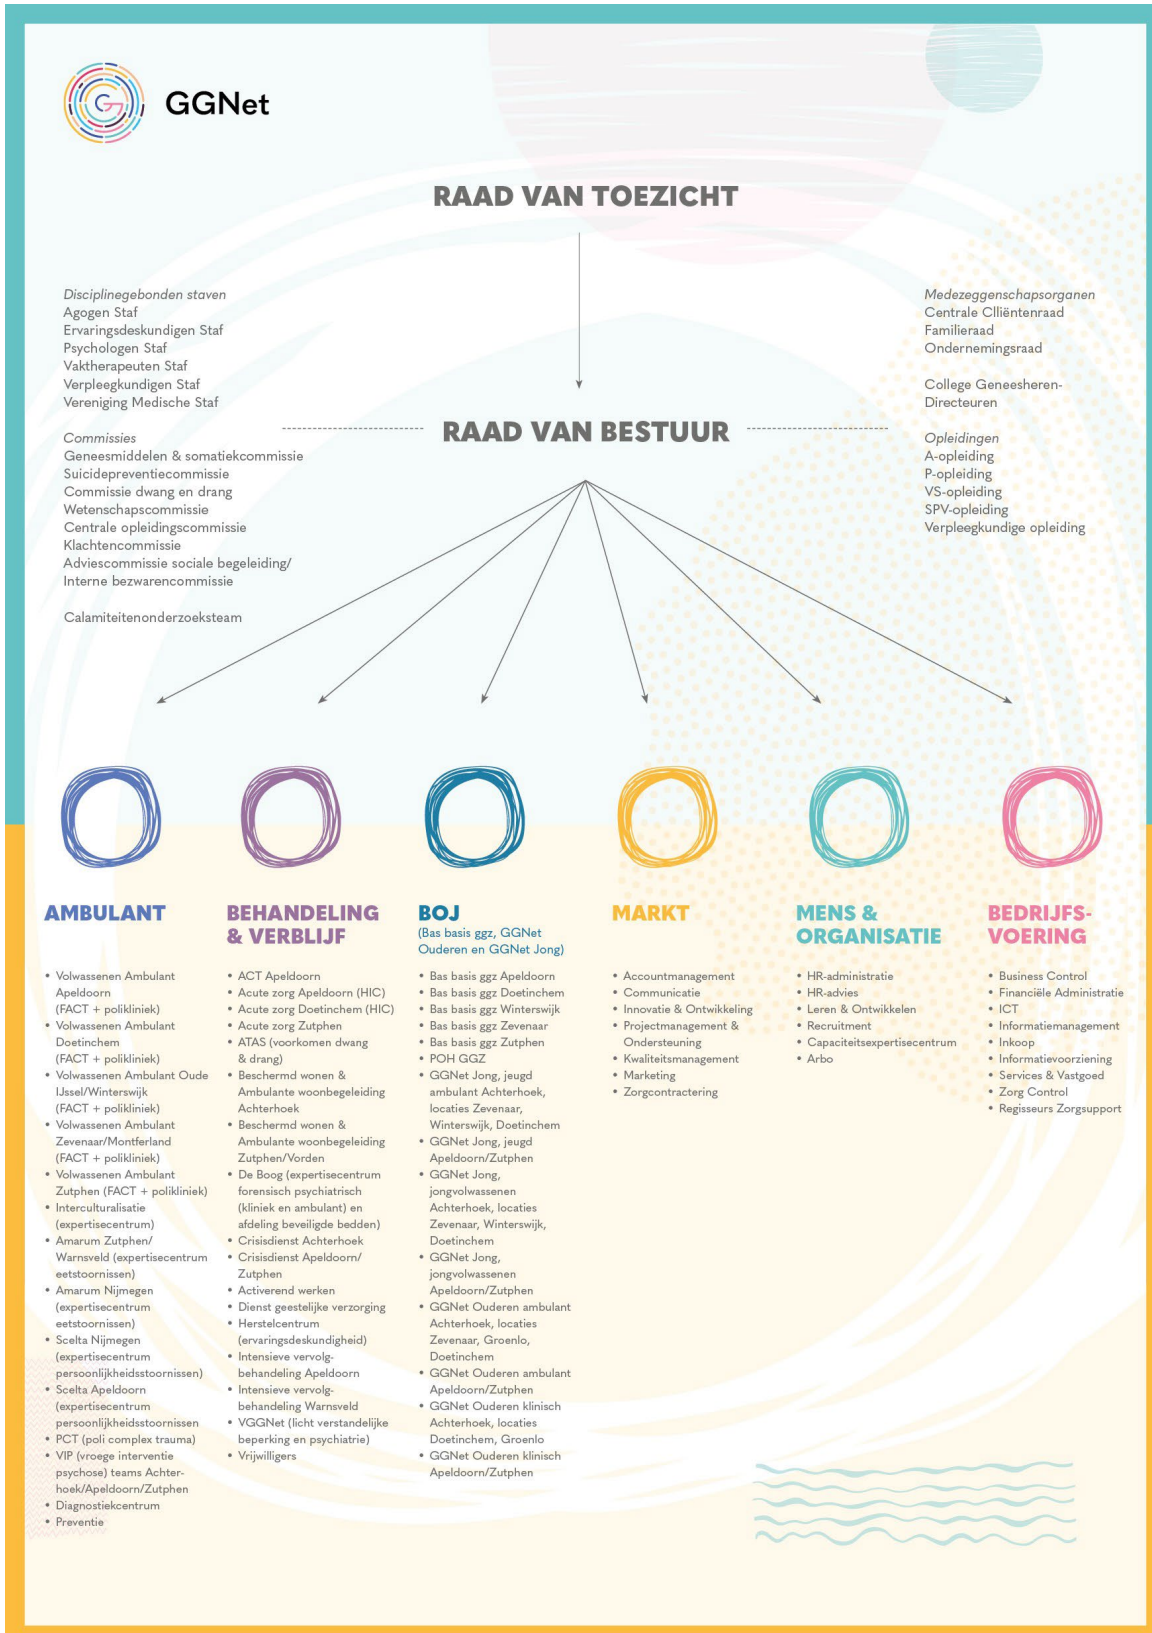 GGNet
RAAD VAN TOEZICHT
Disciplinegebonden staven
Agogen Staf
Ervaringsdeskundigen Staf
Psychologen Staf
Vaktherapeuten Staf
Verpleegkundigen Staf
Vereniging Medische Staf
Commissies
Geneesmiddelen & somatiekcommissie
Suicidepreventiecommissie
Commissie dwang en drang
Wetenschapscommissie
Centrale opleidingscommissie
Klachtencommissie
Adviescommissie sociale begeleiding/
Interne bezwarencommissie
Calamiteitenonderzoeksteam
RAAD VAN BESTUUR
Medezeggenschapsorganen
Centrale Clliëntenraad
Familieraad
Ondernemingsraad
College Geneesheren-
Directeuren
Opleidingen
A-opleiding
P-opleiding
VS-opleiding
SPV-opleiding
Verpleegkundige opleiding
AMBULANT
• Volwassenen Ambulant
Apeldoorn
(FACT + polikliniek)
• Volwassenen Ambulant
Doetinchem
(FACT + polikliniek)
• Volwassenen Ambulant Oude
IJssel/Winterswijk
(FACT + polikliniek)
• Volwassenen Ambulant
Zevenaar/Montferland
(FACT + polikliniek)
• Volwassenen Ambulant
Zutphen (FACT + polikliniek)
• Interculturalisatie
(expertisecentrum)
• Amarum Zutphen/
Warnsveld (expertisecentrum
eetstoornissen)
• Amarum Nijmegen
(expertisecentrum
eetstoornissen)
• Scelta Nijmegen
(expertisecentrum
persoonlijkheidsstoornissen)
• Scelta Apeldoorn
(expertisecentrum
persoonlijkheidsstoornissen
• PCT (poli complex trauma)
• VIP (vroege interventie
psychose) teams Achter-
hoek/Apeldoorn/Zutphen
• Diagnostiekcentrum
• Preventie
BEHANDELING
& VERBLIJF
• ACT Apeldoorn
• Acute zorg Apeldoorn (HIC)
• Acute zorg Doetinchem (HIC)
• Acute zorg Zutphen
• ATAS (voorkomen dwang
& drang)
• Beschermd wonen &
Ambulante woonbegeleiding
Achterhoek
• Beschermd wonen &
Ambulante woonbegeleiding
Zutphen/Vorden
• De Boog (expertisecentrum
forensisch psychiatrisch
(kliniek en ambulant) en
afdeling beveiligde bedden)
• Crisisdienst Achterhoek
• Crisisdienst Apeldoorn/
Zutphen
• Activerend werken
• Dienst geestelijke verzorging
• Herstelcentrum
(ervaringsdeskundigheid)
• Intensieve vervolg-
behandeling Apeldoorn
• Intensieve vervolg-
behandeling Warnsveld
• VGGNet (licht verstandelijke
beperking en psychiatrie)
• Vrijwilligers
BOJ
(Bas basis ggz, GGNet
Ouderen en GGNet Jong)
• Bas basis ggz Apeldoorn
• Bas basis ggz Doetinchem
• Bas basis ggz Winterswijk
• Bas basis ggz Zevenaar
• Bas basis ggz Zutphen
• POH GGZ
• GGNet Jong, jeugd
ambulant Achterhoek,
locaties Zevenaar,
Winterswijk, Doetinchem
• GGNet Jong, jeugd
Apeldoorn/Zutphen
• GGNet Jong,
jongvolwassenen
Achterhoek, locaties
Zevenaar, Winterswijk,
Doetinchem
• GGNet Jong,
jongvolwassenen
Apeldoorn/Zutphen
• GGNet Ouderen ambulant
Achterhoek, locaties
Zevenaar, Groenlo,
Doetinchem
• GGNet Ouderen ambulant
Apeldoorn/Zutphen
• GGNet Ouderen klinisch
Achterhoek, locaties
Doetinchem, Groenlo
• GGNet Ouderen klinisch
Apeldoorn/Zutphen
MARKT
• Accountmanagement
• Communicatie
• Innovatie & Ontwikkeling
• Projectmanagement &
Ondersteuning
• Kwaliteitsmanagement
• Marketing
• Zorgcontractering
MENS &
ORGANISATIE
• HR-administratie
• HR-advies
• Leren & Ontwikkelen
• Recruitment
• Capaciteitsexpertisecentrum
• Arbo
BEDRIJFS-
VOERING
• Business Control
• Financiële Administratie
• ICT
• Informatiemanagement
• Inkoop
• Informatievoorziening
• Services & Vastgoed
• Zorg Control
• Regisseurs Zorgsupport